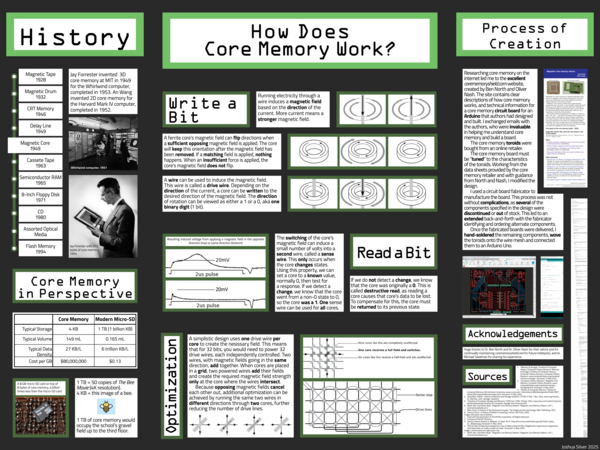 History
Magnetic Tape
1928
Magnetic Drum
1932
CRT Memory
1946
Delay Line
1949
Magnetic Core
1949
Cassete Tape
1963
Semiconductor RAM
1965
8-inch Floppy Disk
1971
CD
1980
Assorted Optical
Media
Flash Memory
1994
Jay Forrester invented 3D
core memory at MIT in 1949
for the Whirlwind computer,
completed in 1953. An Wang
invented 2D core memory for
the Harvard Mark IV computer,
completed in 1952.
Whirlwind computer, 1951
Core Memory
in Perspective
Core Memory Modern Micro-SD
Typical Storage 4 KB 1 TB (1 billion KB)
Typical Volume 149 mL 0.165 mL
Typical Data
Density 27 KB/L 6 trillion KB/L
Cost per GB $80,000,000 $0.13
1 TB = 50 copies of The Bee
Movie (4K resolution).
4 KB = this image of a bee.
1 TB of core memory would
occupy the school's gravel
field up to the third floor.
How Does
Core Memory Work?
Write a
Bit
Running electricity through a
wire induces a magnetic field
based on the direction of the
current. More current means a
stronger magnetic field.
A ferrite core's magnetic field can flip directions when
a sufficient opposing magnetic field is applied. The core
will keep this orientation after the magnetic field has
been removed. If a matching field is applied, nothing
happens. When an insufficient force is applied, the
core's magnetic field does not flip.
A wire can be used to induce the magnetic field.
This wire is called a drive wire. Depending on the
direction of the current, a core can be written to the
desired direction of the magnetic field. The direction
of rotation can be viewed as either a 1 or a 0, aka one
binary digit (1 bit).
20mV
2us pulse
20mV
2us pulse
The switching of the core's
magnetic field can induce a
small number of volts into a
second wire, called a sense
wire. This only occurs when
the core changes states.
Using this property, we can
set a core to a known value,
normally 0, then test for
a response. If we detect a
change, we know that the core
went from a non-0 state to 0,
so the core was a 1. One sense
wire can be used for all cores.
Read a Bit
If we do not detect a change, we know
that the core was originally a 0. This is
called destructive read, as reading a
core causes that core's data to be lost.
To compensate for this, the core must
be returned to its previous state.
Optimization
A simplistic design uses one driver wire per
core to create the necessary field. This means
that for 32 bits, you would need to power 32
drive wires, each independently controlled. Two
wires, with magnetic fields going in the same
direction, add together. When cores are placed
in a grid, two powered wires add their fields
and create the required magnetic field strength
only at the core where the wires intersect.
Because opposing magnetic fields cancel
each other out, additional optimization can be
achieved by running the same two wires in
different directions through two cores, further
reducing the number of drive lines.
Sense wire
Drive lines
Process of
Creation
Researching core memory on the
internet led me to the excellent
corememoryshield.com website,
created by Ben North and Oliver
Nash. The site contains clear
descriptions of how core memory
works, and technical information
for a core memory circuit board for
an Arduino that authors had designed
and built. I exchanged emails with
the authors, who were invaluable
in helping me understand core
memory and build a board.
The core memory toroids were
bought from an online retailer.
The core memory board must
be "tuned" to the characteristics
of the toroids. Working from the
data sheets provided by the core
memory retailer and with guidance
from North and Nash, I modified the
design.
I used a circuit board fabricator to
manufacture the board. This process was not
without complications, as several of the
components specified in the design were
discontinued or out of stock. This led to an
extended back-and-forth with the fabricator
identifying and ordering alternate components.
Once the fabricated boards were delivered, I
hand-soldered the remaining components, wove
the toroids onto the wire mesh and connected
them to an Arduino Uno.
Acknowledgements
Sources
Joshua Silver 2025